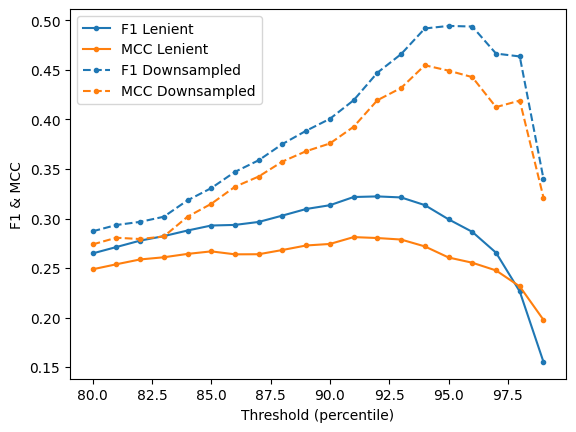 F1 Lenient
MCC Lenient
F1 Downsampled
MCC Downsampled
0.50
0.45
0.40
0.35
0.30
0.25
0.20
0.15
F1 & MCC
80.0 82.5 85.0 87.5 90.0 92.5 95.0 97.5
Threshold (percentile)